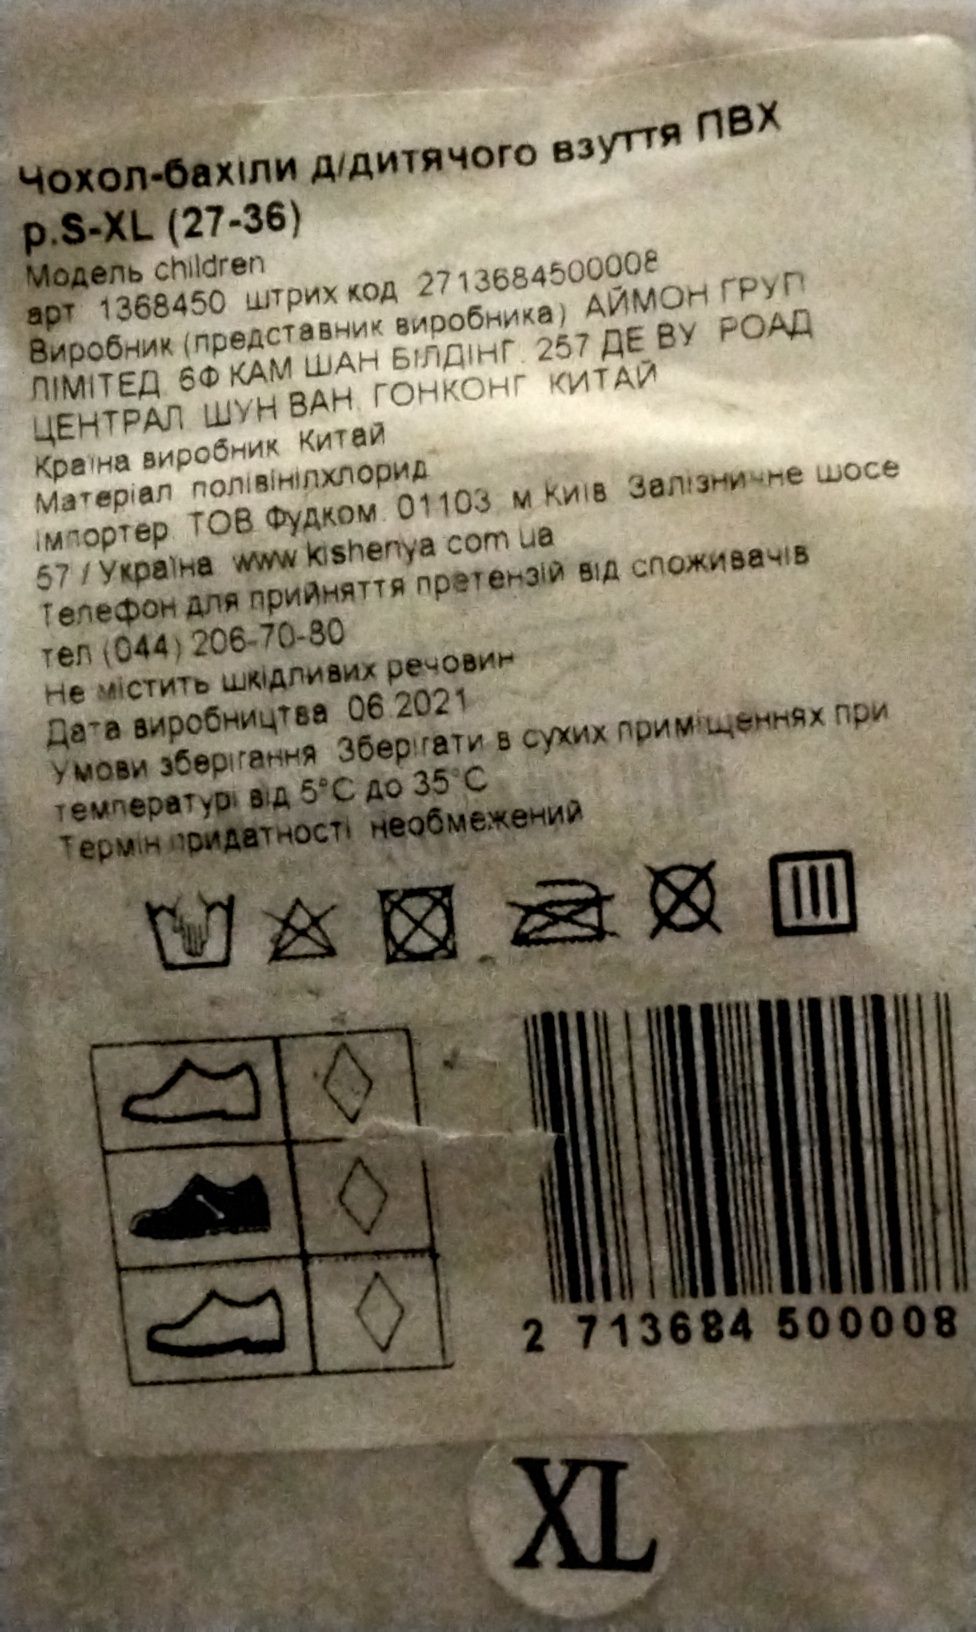 Чохол-бахіли д/дитячого взуття ПВХ
р.S-XL (27-36)
Модель children
арт 1368450 штрих код 2713684500008
Виробник (представник виробника) АЙМОН ГРУП
ЛІМІТЕД 6Ф КАМ ШАН БІЛДІНГ. 257 ДЕ ВУ РОАД
ЦЕНТРАЛ ШУН ВАН, ГОНКОНГ КИТАЙ
Країна виробник Китай
Матеріал полівінілхлорид
Імпортер ТОВ Фудком. 01103 м Київ Залізничне шосе
57 / Україна www kishenya com ua
Телефон для прийняття претензій від споживачів
тел (044) 206-70-80
Не містить шкідливих речовин
Дата виробництва 06.2021
Умови зберігання Зберігати в сухих приміщеннях при
температурі від 5°C до 35°C
Термін придатності необмежений
2 713684 500008
XL